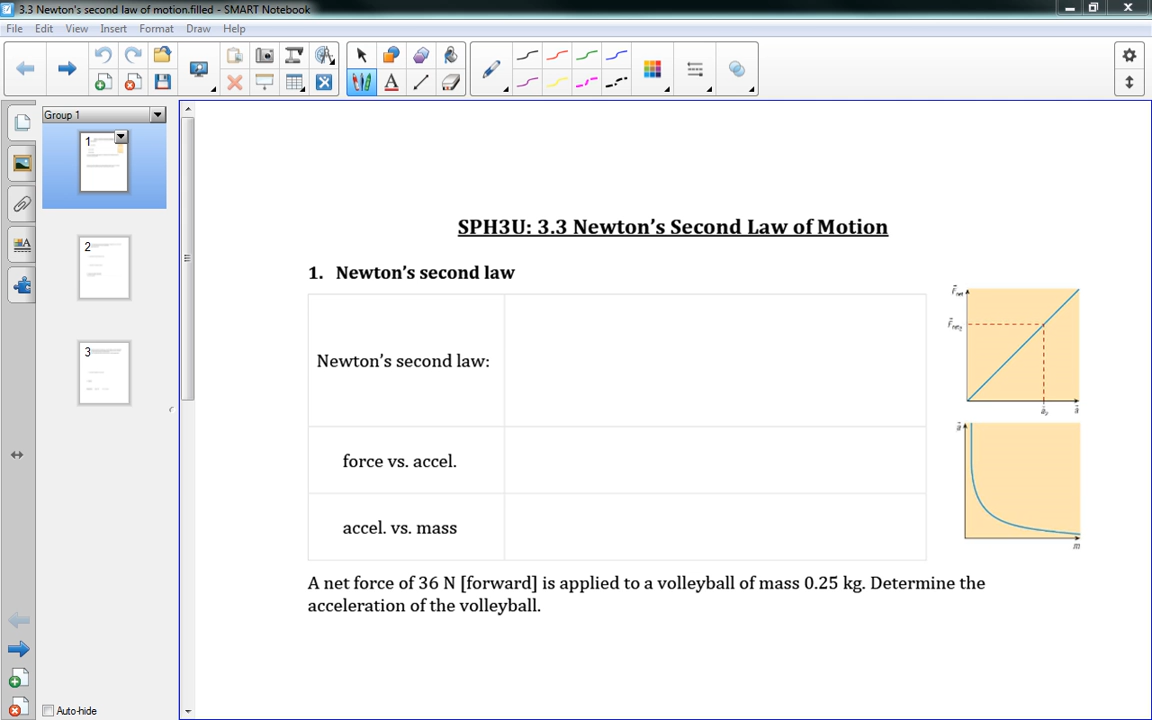 3.3 Newton's second law of motion.filled - SMART Notebook
File Edit View Insert Format Draw Help
Group 1
1
2
3
SPH3U: 3.3 Newton’s Second Law of Motion
1. Newton’s second law
Newton’s second law:
force vs. accel.
accel. vs. mass
F net
a
a
m
A net force of 36 N [forward] is applied to a volleyball of mass 0.25 kg. Determine the
acceleration of the volleyball.
Auto-hide